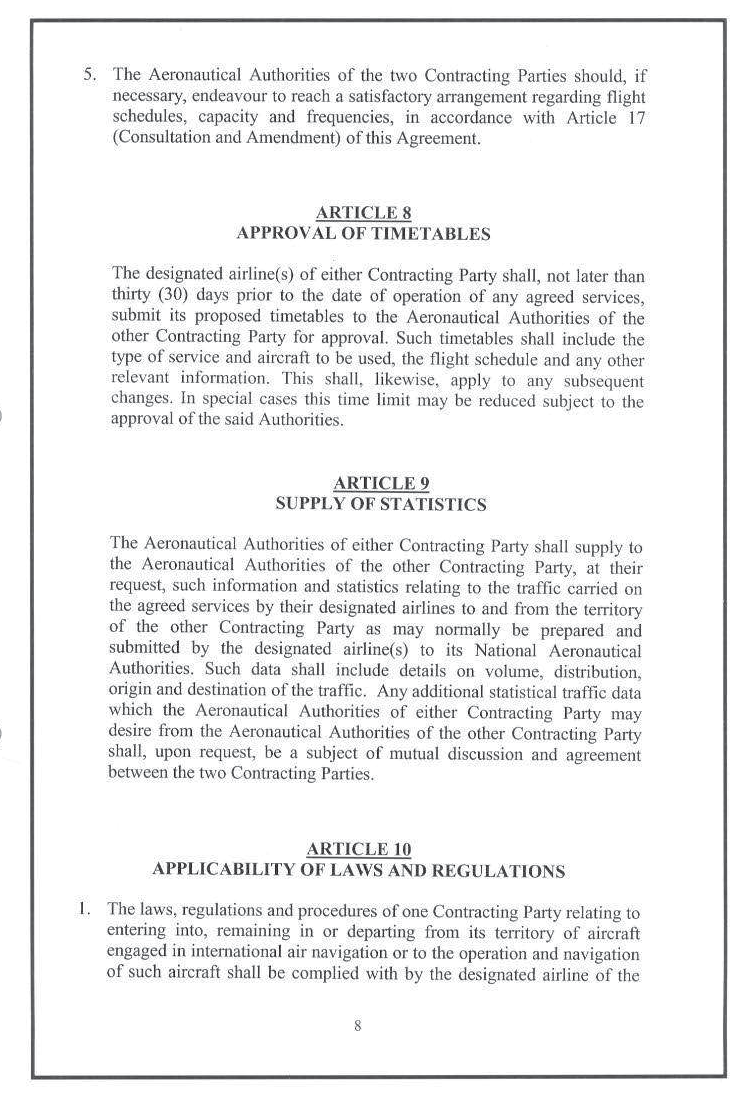 5. The Aeronautical Authorities of the two Contracting Parties should, if
necessary, endeavour to reach a satisfactory arrangement regarding flight
schedules, capacity and frequencies, in accordance with Article 17
(Consultation and Amendment) of this Agreement.
ARTICLE 8
APPROVAL OF TIMETABLES
The designated airline(s) of either Contracting Party shall, not later than
thirty (30) days prior to the date of operation of any agreed services,
submit its proposed timetables to the Aeronautical Authorities of the
other Contracting Party for approval. Such timetables shall include the
type of service and aircraft to be used, the flight schedule and any other
relevant information. This shall, likewise, apply to any subsequent
changes. In special cases this time limit may be reduced subject to the
approval of the said Authorities.
ARTICLE 9
SUPPLY OF STATISTICS
The Aeronautical Authorities of either Contracting Party shall supply to
the Aeronautical Authorities of the other Contracting Party, at their
request, such information and statistics relating to the traffic carried on
the agreed services by their designated airlines to and from the territory
of the other Contracting Party as may normally be prepared and
submitted by the designated airline(s) to its National Aeronautical
Authorities. Such data shall include details on volume, distribution,
origin and destination of the traffic. Any additional statistical traffic data
which the Aeronautical Authorities of either Contracting Party may
desire from the Aeronautical Authorities of the other Contracting Party
shall, upon request, be a subject of mutual discussion and agreement
between the two Contracting Parties.
ARTICLE 10
APPLICABILITY OF LAWS AND REGULATIONS
1. The laws, regulations and procedures of one Contracting Party relating to
entering into, remaining in or departing from its territory of aircraft
engaged in international air navigation or to the operation and navigation
of such aircraft shall be complied with by the designated airline of the
8